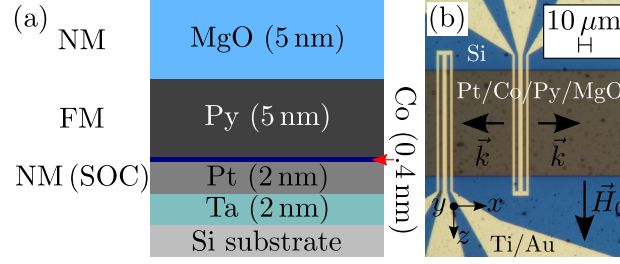 (a)
NM
MgO (5 nm)
FM
Py (5 nm)
Co (0.4 nm)
NM (SOC)
Pt (2 nm)
Ta (2 nm)
Si substrate
(b)
10 μm
Si
Pt/Co/Py/MgO
k⃗
k⃗
y
x
z
H⃗
Ti/Au